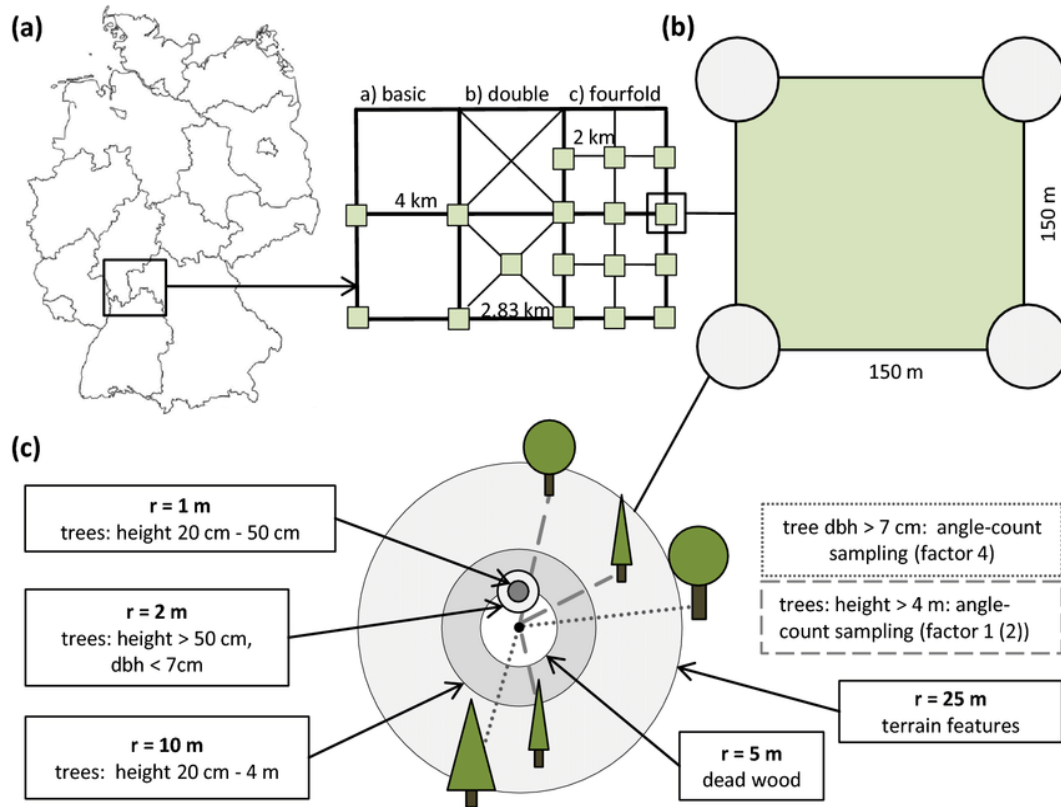 (a)
a) basic
b) double
c) fourfold
2 km
4 km
2.83 km
(b)
150 m
150 m
(c)
r = 1 m
trees: height 20 cm - 50 cm
r = 2 m
trees: height > 50 cm,
dbh < 7cm
r = 10 m
trees:  height 20 cm - 4 m
tree dbh > 7 cm:  angle-count
sampling (factor 4)
trees: height > 4 m: angle-
count sampling (factor 1 (2))
r = 25 m
terrain features
r = 5 m
dead wood